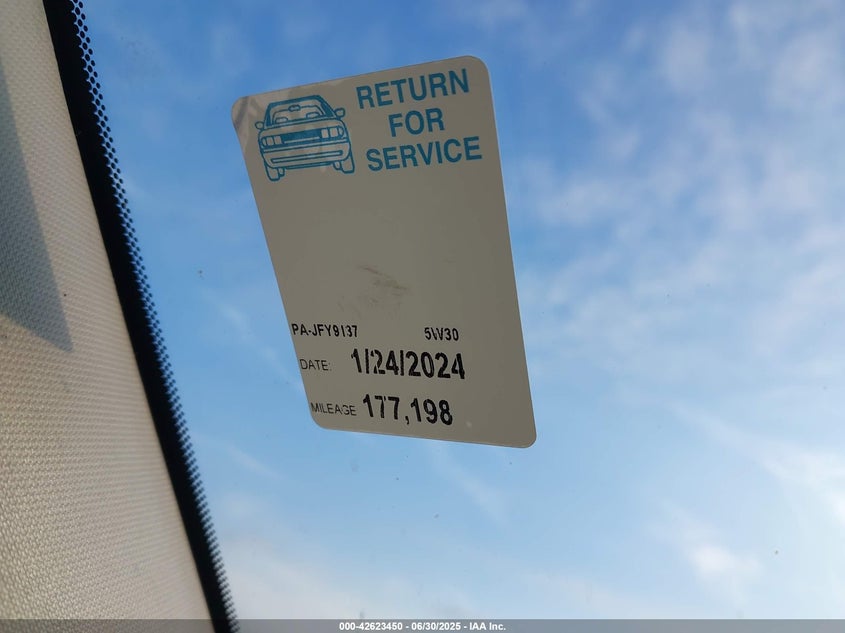 RETURN
FOR
SERVICE
PA-JFY9137 5W30
DATE: 1/24/2024
MILEAGE 177,198
000-42623450 - 06/30/2025 - IAA Inc.